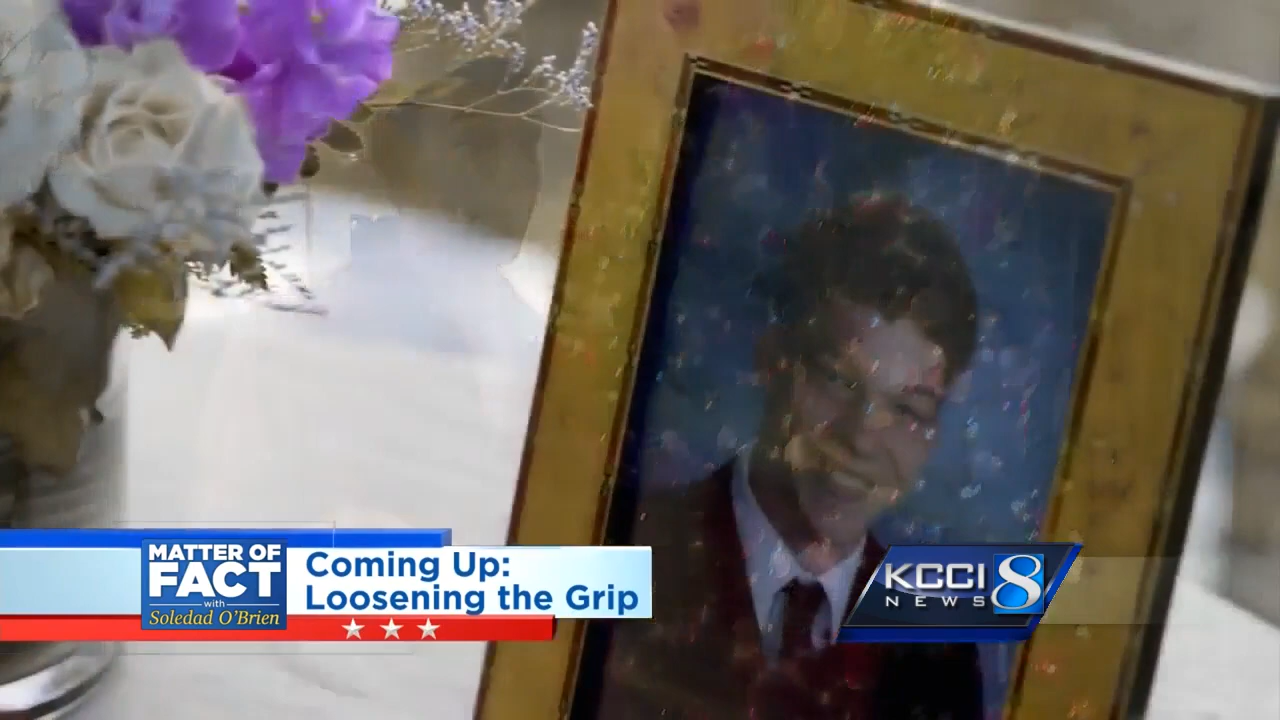 MATTER OF
FACT
with
Soledad O'Brien
Coming Up:
Loosening the Grip
KCCI 8
NEWS